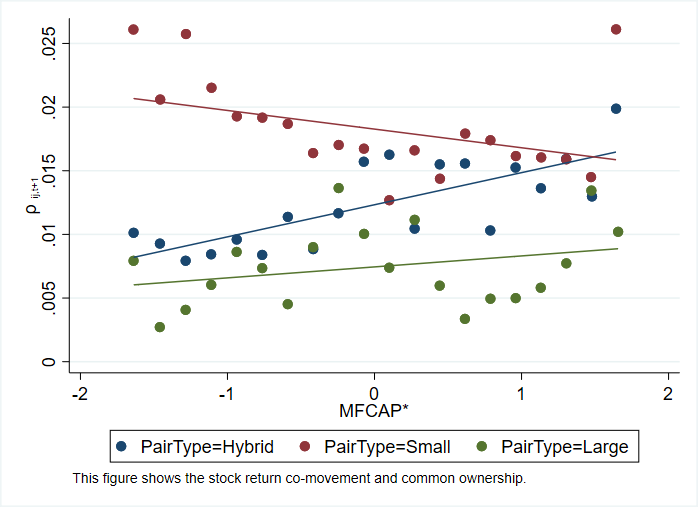 .025
.02
.015
.01
.005
0
ρ ij,t+1
-2 -1 0 1 2
MFCAP*
PairType=Hybrid PairType=Small PairType=Large
This figure shows the stock return co-movement and common ownership.